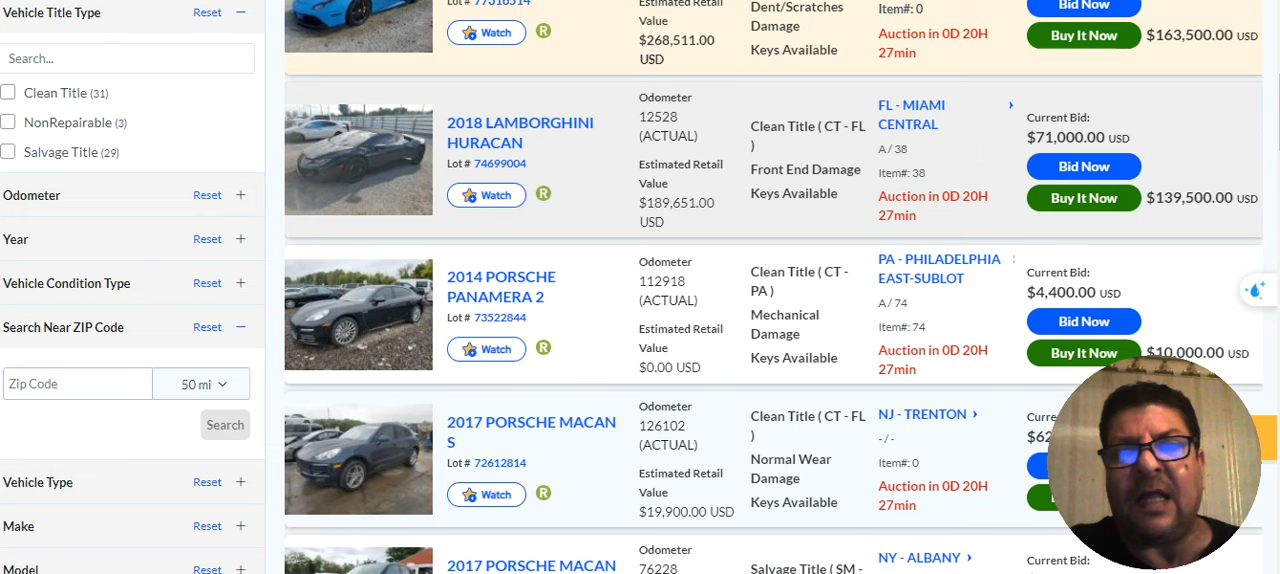 Vehicle Title Type Reset
Search...
Clean Title (31)
NonRepairable (3)
Salvage Title (29)
Odometer Reset
Year Reset
Vehicle Condition Type Reset
Search Near ZIP Code Reset
Zip Code 50 mi
Search
Vehicle Type Reset
Make Reset
Model Reset
Lot # 77316514
Watch
R
Estimated Retail
Value
$268,511.00
USD
Dent/Scratches
Damage
Keys Available
Item#: 0
Auction in 0D 20H
27min
Bid Now
Buy It Now $163,500.00 USD
2018 LAMBORGHINI
HURACAN
Lot # 74699004
Watch
R
Odometer
12528
(ACTUAL)
Estimated Retail
Value
$189,651.00
USD
Clean Title ( CT - FL
)
Front End Damage
Keys Available
FL - MIAMI
CENTRAL
A / 38
Item#: 38
Auction in 0D 20H
27min
Current Bid:
$71,000.00 USD
Bid Now
Buy It Now $139,500.00 USD
2014 PORSCHE
PANAMERA 2
Lot # 73522844
Watch
R
Odometer
112918
(ACTUAL)
Estimated Retail
Value
$0.00 USD
Clean Title ( CT -
PA )
Mechanical
Damage
Keys Available
PA - PHILADELPHIA
EAST-SUBLOT
A / 74
Item#: 74
Auction in 0D 20H
27min
Current Bid:
$4,400.00 USD
Bid Now
Buy It Now $10,000.00 USD
2017 PORSCHE MACAN
S
Lot # 72612814
Watch
R
Odometer
126102
(ACTUAL)
Estimated Retail
Value
$19,900.00 USD
Clean Title ( CT - FL
)
Normal Wear
Damage
Keys Available
NJ - TRENTON
- / -
Item#: 0
Auction in 0D 20H
27min
2017 PORSCHE MACAN
Odometer
76228
Salvage Title ( SM -
NY - ALBANY
Current Bid: